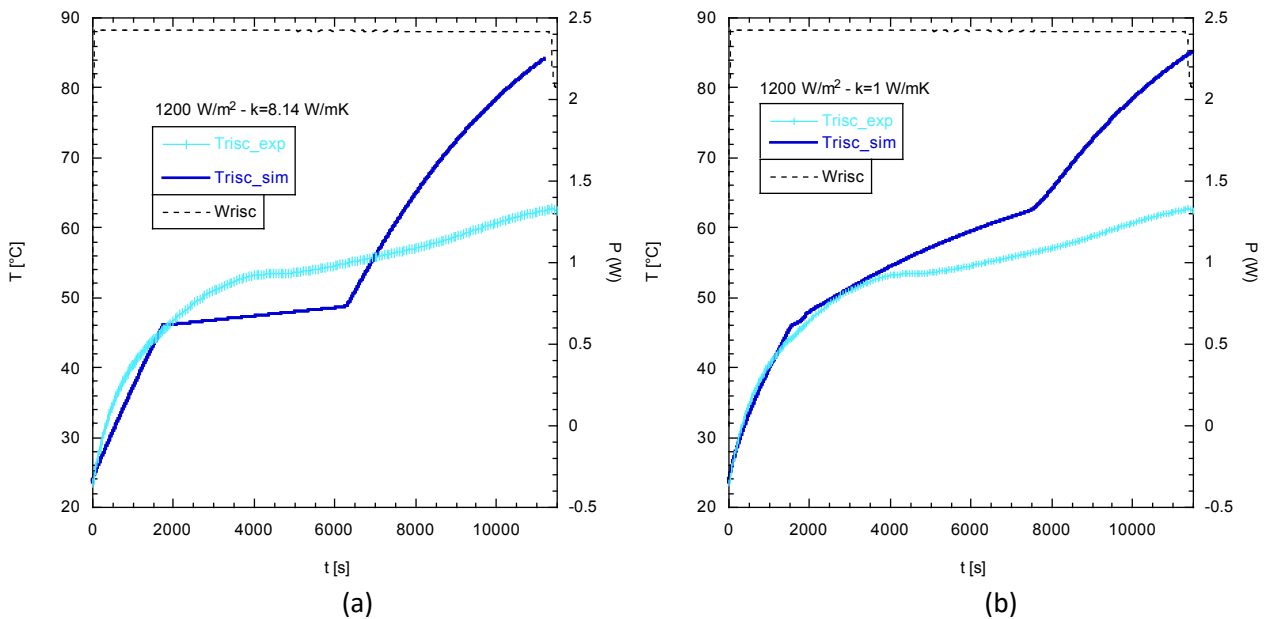 90
80
70
60
50
40
30
20
T [°C]
2.5
2
1.5
1
0.5
0
-0.5
P (W)
1200 W/m² - k=8.14 W/mK
Trisc_exp
Trisc_sim
Wrisc
0 2000 4000 6000 8000 10000
t [s]
(a)
90
80
70
60
50
40
30
20
T [°C]
2.5
2
1.5
1
0.5
0
-0.5
P (W)
1200 W/m² - k=1 W/mK
Trisc_exp
Trisc_sim
Wrisc
0 2000 4000 6000 8000 10000
t [s]
(b)